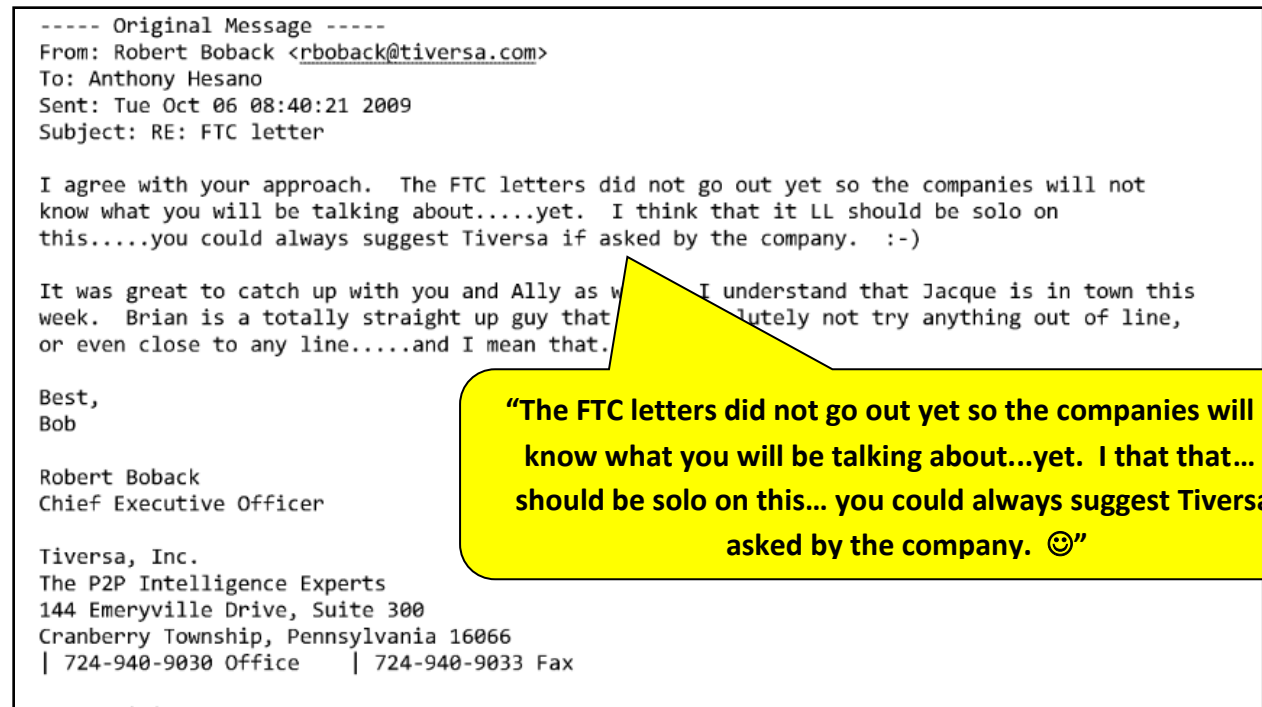 ----- Original Message -----
From: Robert Boback <rboback@tiversa.com>
To: Anthony Hesano
Sent: Tue Oct 06 08:40:21 2009
Subject: RE: FTC letter
I agree with your approach.  The FTC letters did not go out yet so the companies will not
know what you will be talking about.....yet.  I think that it LL should be solo on
this.....you could always suggest Tiversa if asked by the company.  :-)
It was great to catch up with you and Ally as I understand that Jacque is in town this
week.  Brian is a totally straight up guy that not try anything out of line,
or even close to any line.....and I mean that.
Best,
Bob
Robert Boback
Chief Executive Officer
Tiversa, Inc.
The P2P Intelligence Experts
144 Emeryville Drive, Suite 300
Cranberry Township, Pennsylvania 16066
| 724-940-9030 Office    | 724-940-9033 Fax
“The FTC letters did not go out yet so the companies will
know what you will be talking about...yet.  I that that…
should be solo on this… you could always suggest Tiversa
asked by the company.  ☺”